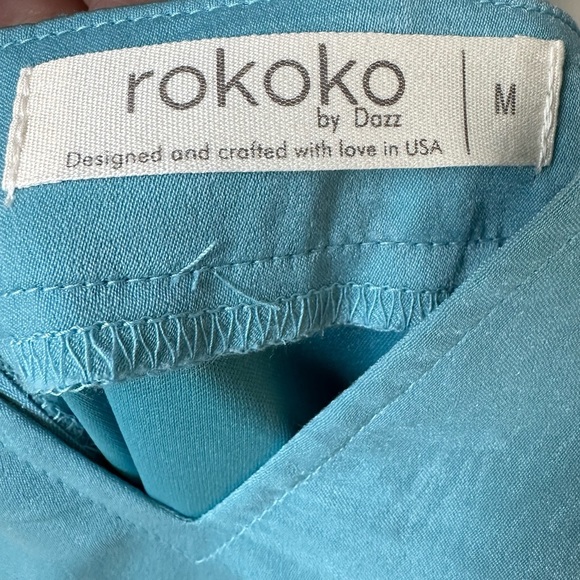 rokoko
by Dazz
Designed and crafted with love in USA
M